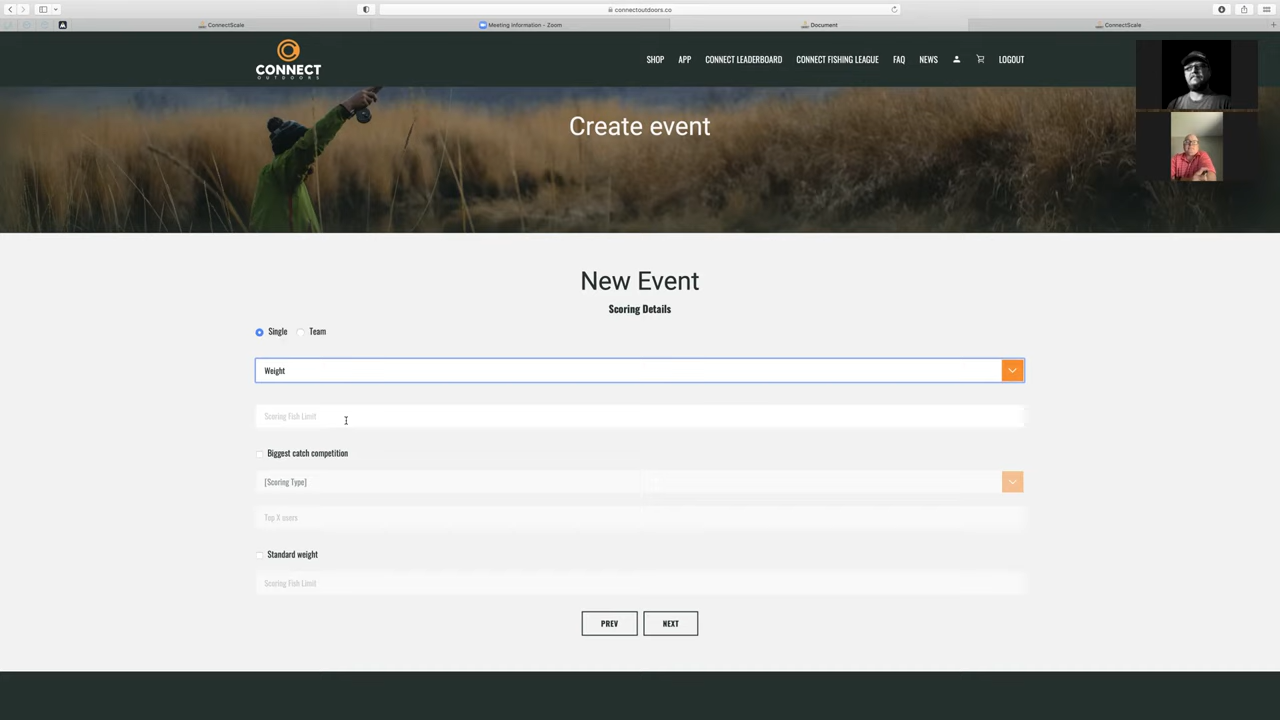 connectoutdoors.co
ConnectScale
Meeting Information - Zoom
Document
ConnectScale
CONNECT
OUTDOORS
SHOP
APP
CONNECT LEADERBOARD
CONNECT FISHING LEAGUE
FAQ
NEWS
LOGOUT
Create event
New Event
Scoring Details
Single
Team
Weight
Scoring Fish Limit
Biggest catch competition
[Scoring Type]
Top X users
Standard weight
Scoring Fish Limit
PREV
NEXT